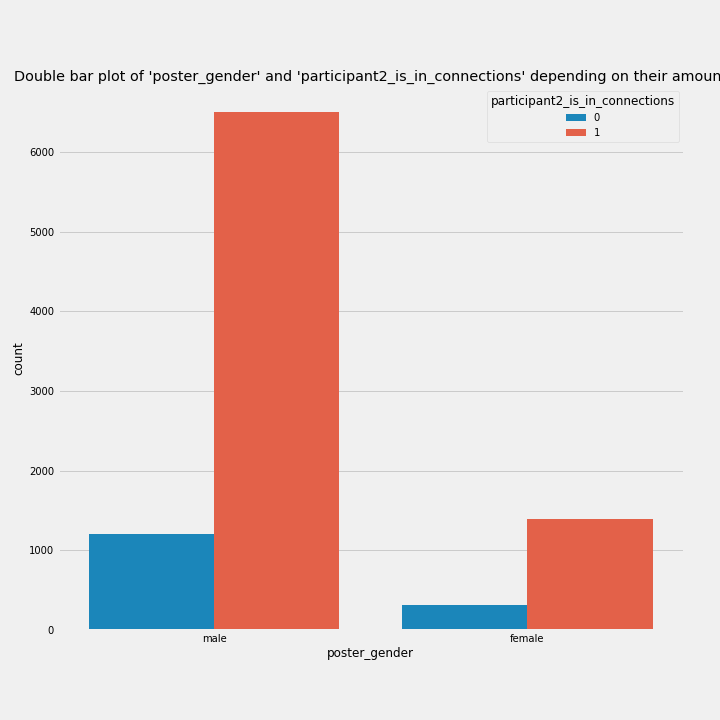 Double bar plot of 'poster_gender' and 'participant2_is_in_connections' depending on their amoun
participant2_is_in_connections
0
1
6000
5000
4000
3000
2000
1000
0
count
male
female
poster_gender